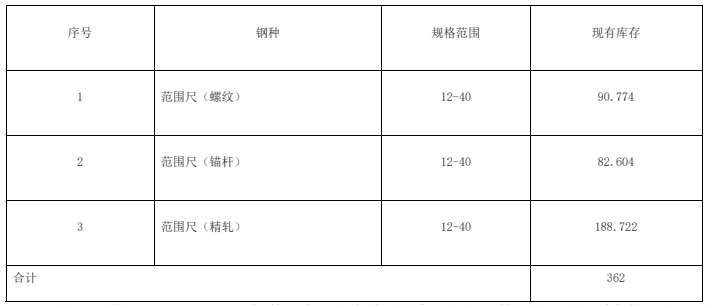 序号 钢种 规格范围 现有库存
1 范围尺（螺纹） 12-40 90.774
2 范围尺（锚杆） 12-40 82.604
3 范围尺（精轧） 12-40 188.722
合计 362